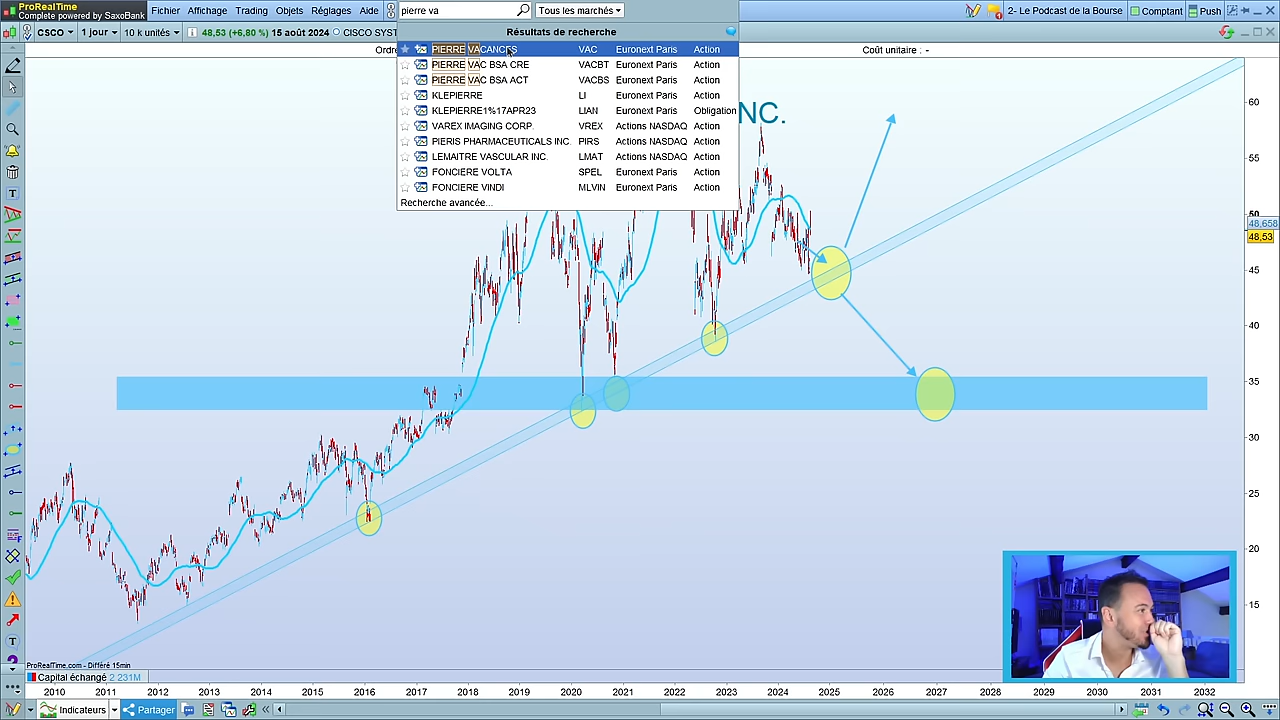 ProRealTime
Complete powered by SaxoBank
Fichier Affichage Trading Objets Réglages Aide
pierre va
Tous les marchés
2- Le Podcast de la Bourse
Comptant
Push
CSCO
1 jour
10 k unités
48,53 (+6,80 %) 15 août 2024
CISCO SYST
Ordre
Coût unitaire : -
Résultats de recherche
PIERRE VACANCES VAC Euronext Paris Action
PIERRE VAC BSA CRE VACBT Euronext Paris Action
PIERRE VAC BSA ACT VACBS Euronext Paris Action
KLEPIERRE LI Euronext Paris Action
KLEPIERRE1%17APR23 LIAN Euronext Paris Obligation
VAREX IMAGING CORP. VREX Actions NASDAQ Action
PIERIS PHARMACEUTICALS INC. PIRS Actions NASDAQ Action
LEMAITRE VASCULAR INC. LMAT Actions NASDAQ Action
FONCIERE VOLTA SPEL Euronext Paris Action
FONCIERE VINDI MLVIN Euronext Paris Action
Recherche avancée...
NC.
60
55
50
48,658
48,53
45
40
35
30
25
20
15
ProRealTime.com - Différé 15min
Capital échangé 2 231M
2010 2011 2012 2013 2014 2015 2016 2017 2018 2019 2020 2021 2022 2023 2024 2025 2026 2027 2028 2029 2030 2031 2032
Indicateurs
Partager